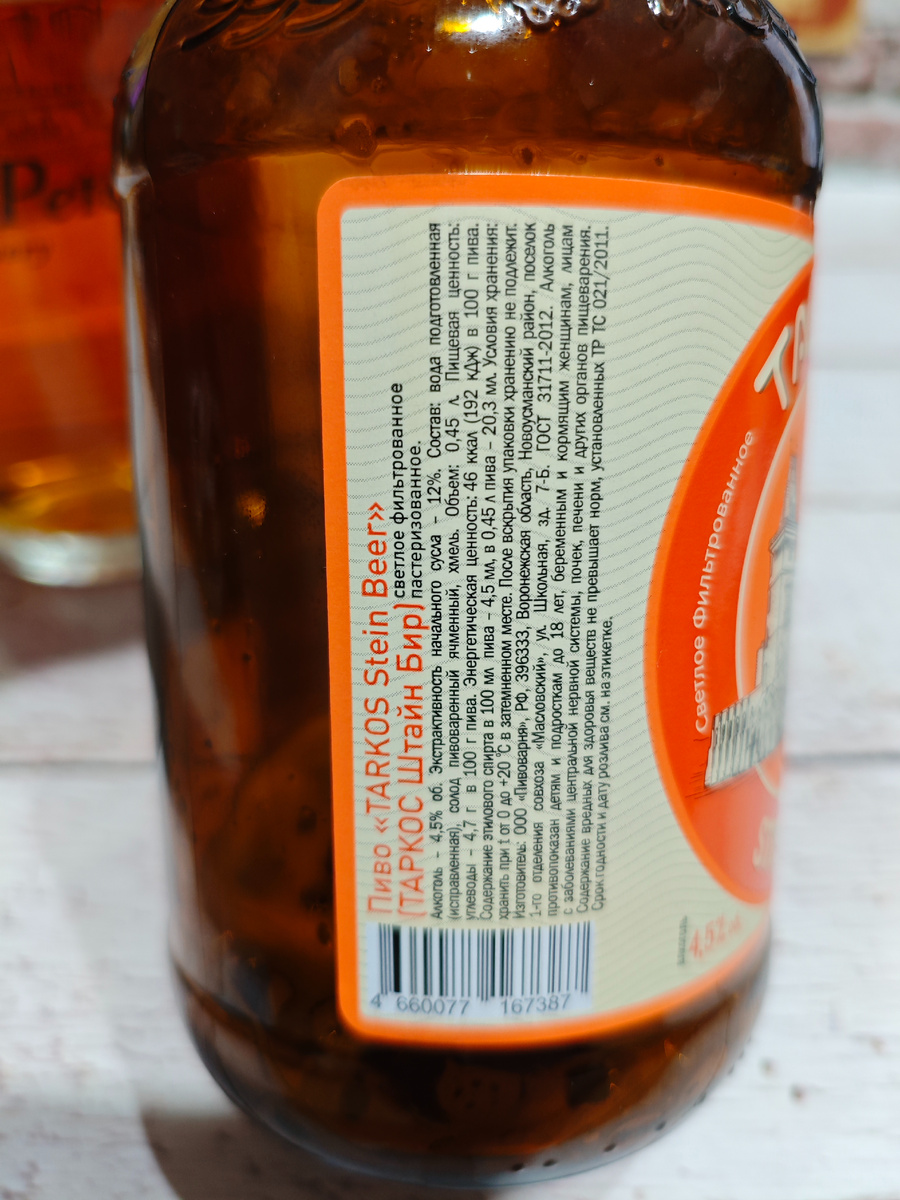 Пиво «TARKOS Stein Beer»
(ТАРКОС Штайн Бир) светлое фильтрованное
пастеризованное.
Алкоголь – 4,5% об. Экстрактивность начального сусла – 12%. Состав: вода подготовленная
(исправленная), солод пивоваренный ячменный, хмель. Объем: 0,45 л. Пищевая ценность:
углеводы – 4,7 г в 100 г пива. Энергетическая ценность: 46 ккал (192 кДж) в 100 г пива.
Содержание этилового спирта в 100 мл пива – 4,5 мл, в 0,45 л пива – 20,3 мл. Условия хранения:
хранить при t от 0 до +20 °С в затемненном месте. После вскрытия упаковки хранению не подлежит.
Изготовитель: ООО «Пивоварня», РФ, 396333, Воронежская область, Новоусманский район, поселок
1-го отделения совхоза «Масловский», ул. Школьная, зд. 7-Б. ГОСТ 31711-2012. Алкоголь
противопоказан детям и подросткам до 18 лет, беременным и кормящим женщинам, лицам
с заболеваниями центральной нервной системы, почек, печени и других органов пищеварения.
Содержание вредных для здоровья веществ не превышает норм, установленных ТР ТС 021/2011.
Срок годности и дату розлива см. на этикетке.
4 660077 167387
Светлое Фильтрованное
ТА
4,5%